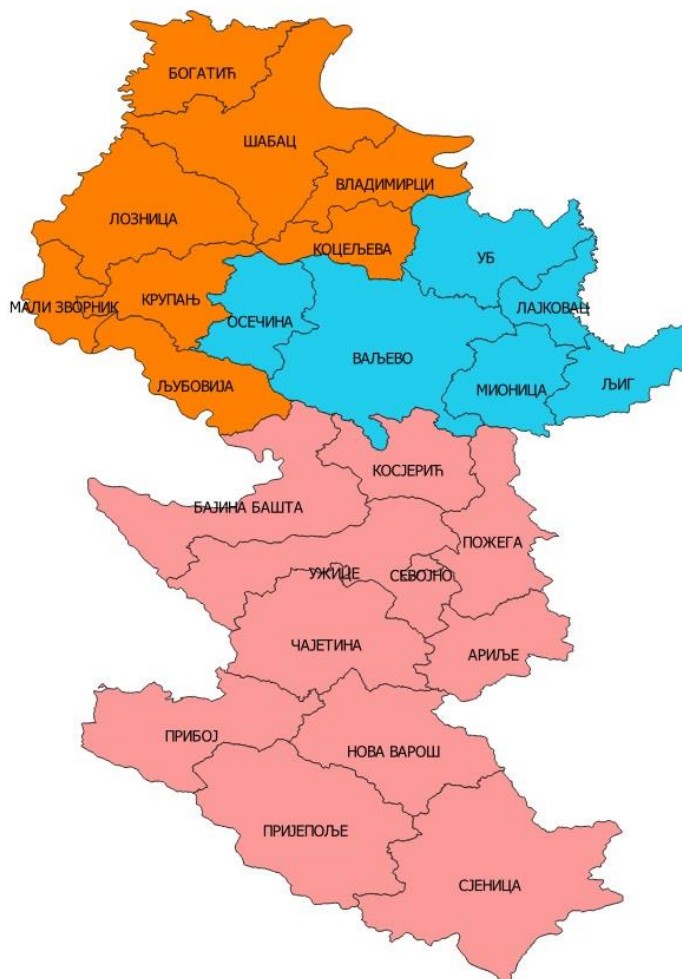 БОГАТИЋ
ШАБАЦ
ВЛАДИМИРЦИ
ЛОЗНИЦА
КОЦЕЉЕВА
УБ
МАЛИ ЗВОРНИК
КРУПАЊ
ЛАЈКОВАЦ
ОСЕЧИНА
ВАЉЕВО
ЉУБОВИЈА
МИОНИЦА
ЉИГ
КОСЈЕРИЋ
БАЈИНА БАШТА
ПОЖЕГА
УЖИЦЕ
СЕВОЈНО
ЧАЈЕТИНА
АРИЉЕ
ПРИБОЈ
НОВА ВАРОШ
ПРИЈЕПОЉЕ
СЈЕНИЦА